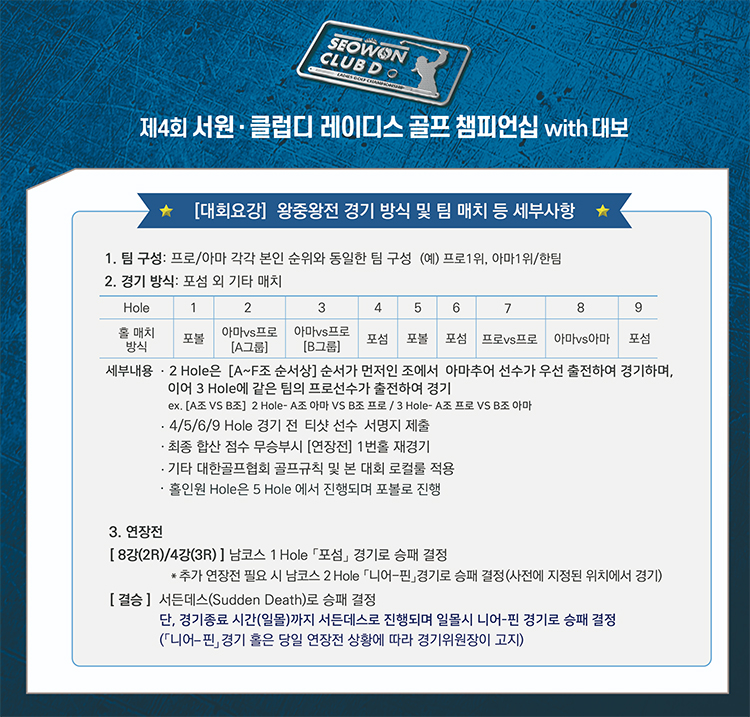 SEOWON
CLUB D
LADIES GOLF CHAMPIONSHIP
제4회 서원·클럽디 레이디스 골프 챔피언십 with 대보
[대회요강] 왕중왕전 경기 방식 및 팀 매치 등 세부사항
1. 팀 구성: 프로/아마 각각 본인 순위와 동일한 팀 구성 (예) 프로1위, 아마1위/한팀
2. 경기 방식: 포섬 외 기타 매치
Hole 1 2 3 4 5 6 7 8 9
홀 매치 방식 포볼 아마vs프로 [A그룹] 아마vs프로 [B그룹] 포섬 포볼 포섬 프로vs프로 아마vs아마 포섬
세부내용 · 2 Hole은 [A~F조 순서상] 순서가 먼저인 조에서 아마추어 선수가 우선 출전하여 경기하며,
이어 3 Hole에 같은 팀의 프로선수가 출전하여 경기
ex. [A조 VS B조] 2 Hole- A조 아마 VS B조 프로 / 3 Hole- A조 프로 VS B조 아마
· 4/5/6/9 Hole 경기 전 티샷 선수 서명지 제출
· 최종 합산 점수 무승부시 [연장전] 1번홀 재경기
· 기타 대한골프협회 골프규칙 및 본 대회 로컬룰 적용
· 홀인원 Hole은 5 Hole 에서 진행되며 포볼로 진행
3. 연장전
[ 8강(2R)/4강(3R) ] 남코스 1 Hole 「포섬」 경기로 승패 결정
* 추가 연장전 필요 시 남코스 2 Hole 「니어-핀」경기로 승패 결정(사전에 지정된 위치에서 경기)
[ 결승 ] 서든데스(Sudden Death)로 승패 결정
단, 경기종료 시간(일몰)까지 서든데스로 진행되며 일몰시 니어-핀 경기로 승패 결정
(「니어-핀」경기 홀은 당일 연장전 상황에 따라 경기위원장이 고지)